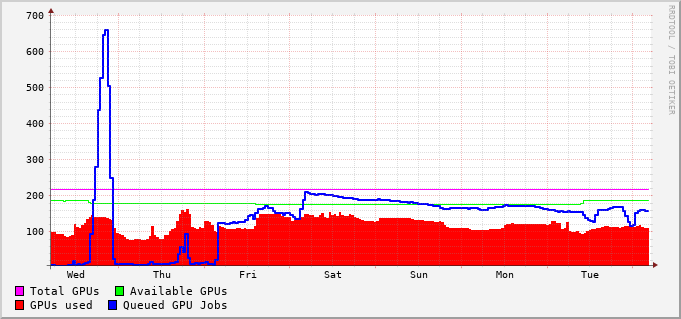 700
600
500
400
300
200
100
Wed Thu Fri Sat Sun Mon Tue
Total GPUs Available GPUs
GPUs used Queued GPU Jobs
RRDTOOL / TOBI OETIKER